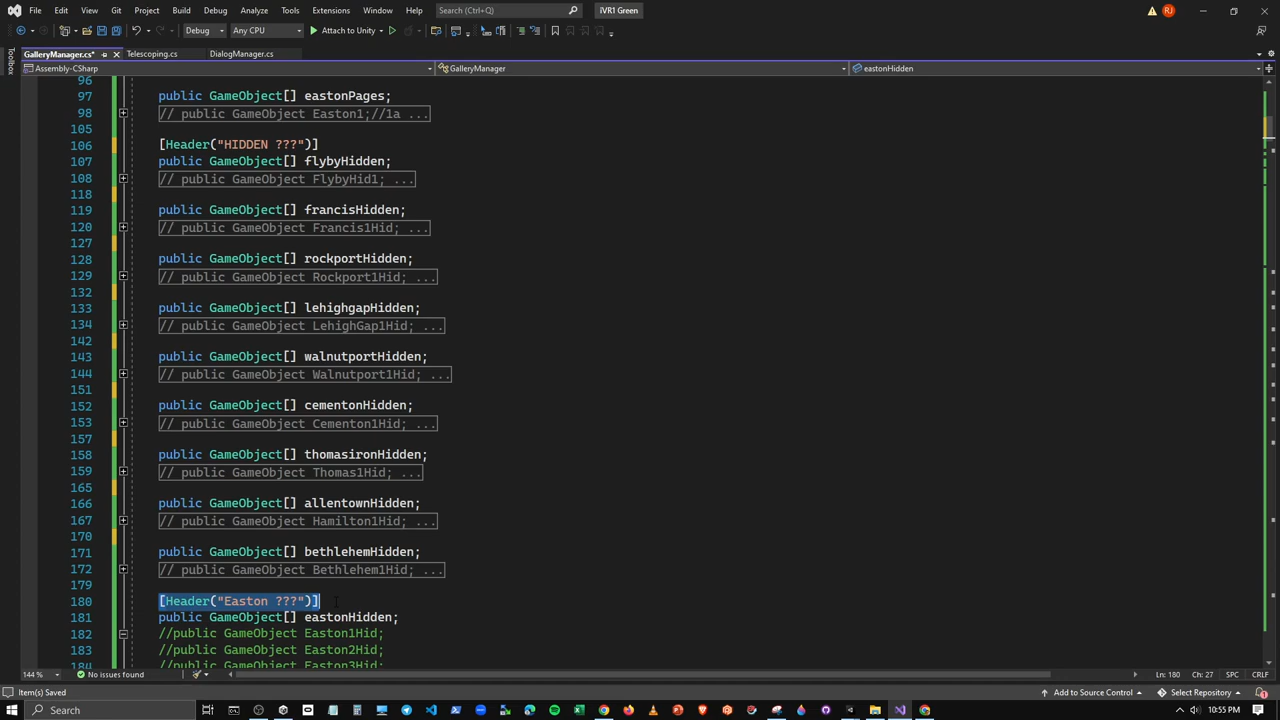 File Edit View Git Project Build Debug Test Analyze Tools Extensions Window Help Search (Ctrl+Q) iVR1 Green RJ
Debug Any CPU Attach to Unity
GalleryManager.cs* Telescoping.cs DialogManager.cs
Toolbox
Assembly-CSharp GalleryManager eastonHidden
96
97 public GameObject[] eastonPages;
98 // public GameObject Easton1;//1a ...
105
106 [Header("HIDDEN ???")]
107 public GameObject[] flybyHidden;
108 // public GameObject FlybyHid1; ...
118
119 public GameObject[] francisHidden;
120 // public GameObject Francis1Hid; ...
127
128 public GameObject[] rockportHidden;
129 // public GameObject Rockport1Hid; ...
132
133 public GameObject[] lehighgapHidden;
134 // public GameObject LehighGap1Hid; ...
142
143 public GameObject[] walnutportHidden;
144 // public GameObject Walnutport1Hid; ...
151
152 public GameObject[] cementonHidden;
153 // public GameObject Cementon1Hid; ...
157
158 public GameObject[] thomasironHidden;
159 // public GameObject Thomas1Hid; ...
165
166 public GameObject[] allentownHidden;
167 // public GameObject Hamilton1Hid; ...
170
171 public GameObject[] bethlehemHidden;
172 // public GameObject Bethlehem1Hid; ...
179
180 [Header("Easton ???")]
181 public GameObject[] eastonHidden;
182 //public GameObject Easton1Hid;
183 //public GameObject Easton2Hid;
184 //public GameObject Easton3Hid;
144 % No issues found Ln: 180 Ch: 27 SPC CRLF
Item(s) Saved Add to Source Control Select Repository 1
Search 10:55 PM